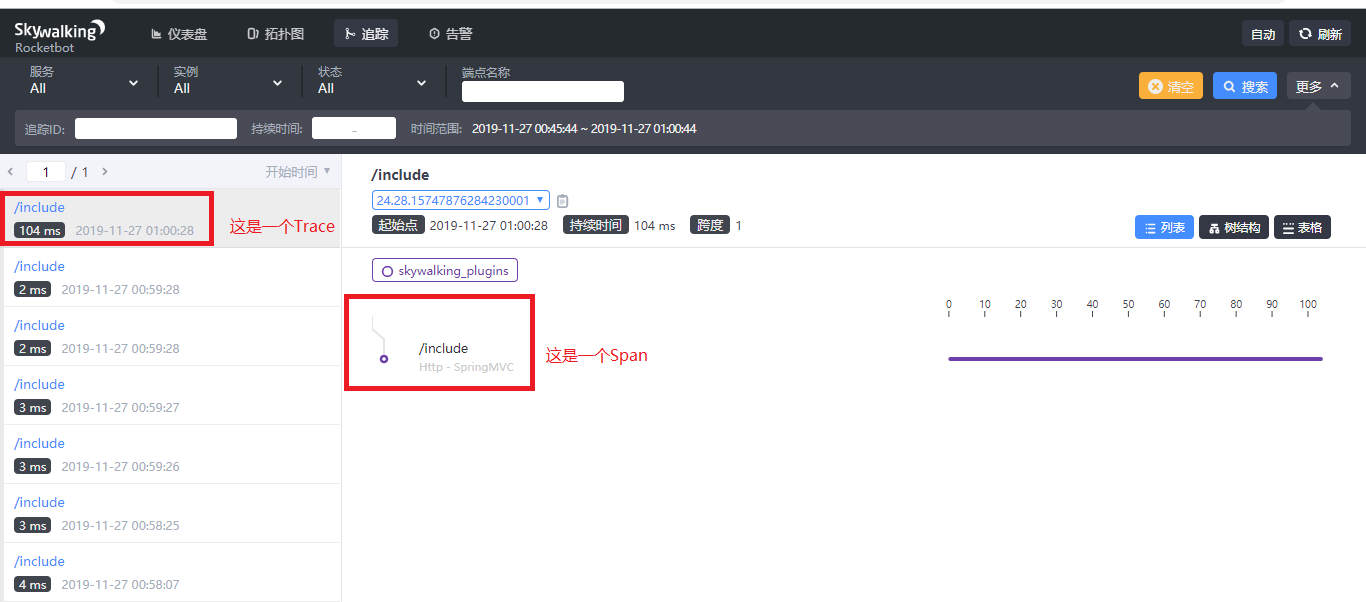 Skywalking
Rocketbot
仪表盘 拓扑图 追踪 告警 自动 刷新
服务 实例 状态 端点名称
All All All
清空 搜索 更多
追踪ID: 持续时间: - 时间范围: 2019-11-27 00:45:44 ~ 2019-11-27 01:00:44
1 / 1 开始时间
/include
104 ms 2019-11-27 01:00:28
这是一个Trace
/include
2 ms 2019-11-27 00:59:28
/include
2 ms 2019-11-27 00:59:28
/include
3 ms 2019-11-27 00:59:27
/include
3 ms 2019-11-27 00:59:26
/include
3 ms 2019-11-27 00:58:25
/include
4 ms 2019-11-27 00:58:07
/include
24.28.15747876284230001
起始点 2019-11-27 01:00:28 持续时间 104 ms 跨度 1
列表 树结构 表格
skywalking_plugins
0 10 20 30 40 50 60 70 80 90 100
/include
Http - SpringMVC
这是一个Span